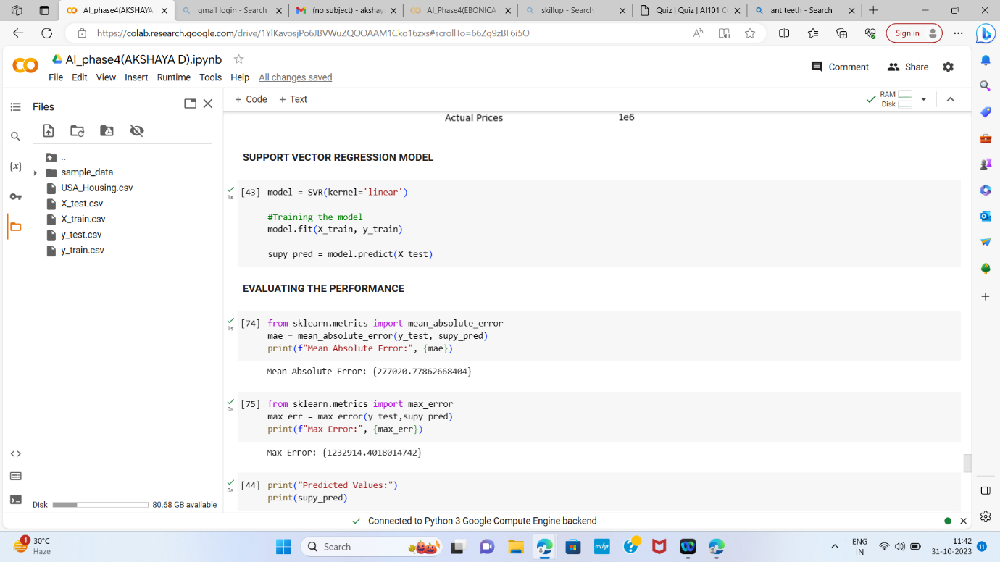 AI_phase4(AKSHAYA
gmail login - Search
(no subject) - akshay
AI_Phase4(EBONICA
skillup - Search
Quiz | Quiz | AI101 C
ant teeth - Search
https://colab.research.google.com/drive/1YlKavosjPo6JBVWuZQOOAAM1Cko16zxs#scrollTo=66Zg9zBF6i5O
Sign in
AI_phase4(AKSHAYA D).ipynb
File Edit View Insert Runtime Tools Help All changes saved
Comment
Share
Files
+ Code + Text
RAM
Disk
..
sample_data
USA_Housing.csv
X_test.csv
X_train.csv
y_test.csv
y_train.csv
Disk 80.68 GB available
Actual Prices 1e6
SUPPORT VECTOR REGRESSION MODEL
1s
[43] model = SVR(kernel='linear')
#Training the model
model.fit(X_train, y_train)
supy_pred = model.predict(X_test)
EVALUATING THE PERFORMANCE
1s
[74] from sklearn.metrics import mean_absolute_error
mae = mean_absolute_error(y_test, supy_pred)
print(f"Mean Absolute Error:", {mae})
Mean Absolute Error: {277020.77862668404}
0s
[75] from sklearn.metrics import max_error
max_err = max_error(y_test,supy_pred)
print(f"Max Error:", {max_err})
Max Error: {1232914.4018014742}
0s
[44] print("Predicted Values:")
print(supy_pred)
Connected to Python 3 Google Compute Engine backend
1
30°C
Haze
Search
ENG
IN
11:42
31-10-2023
11